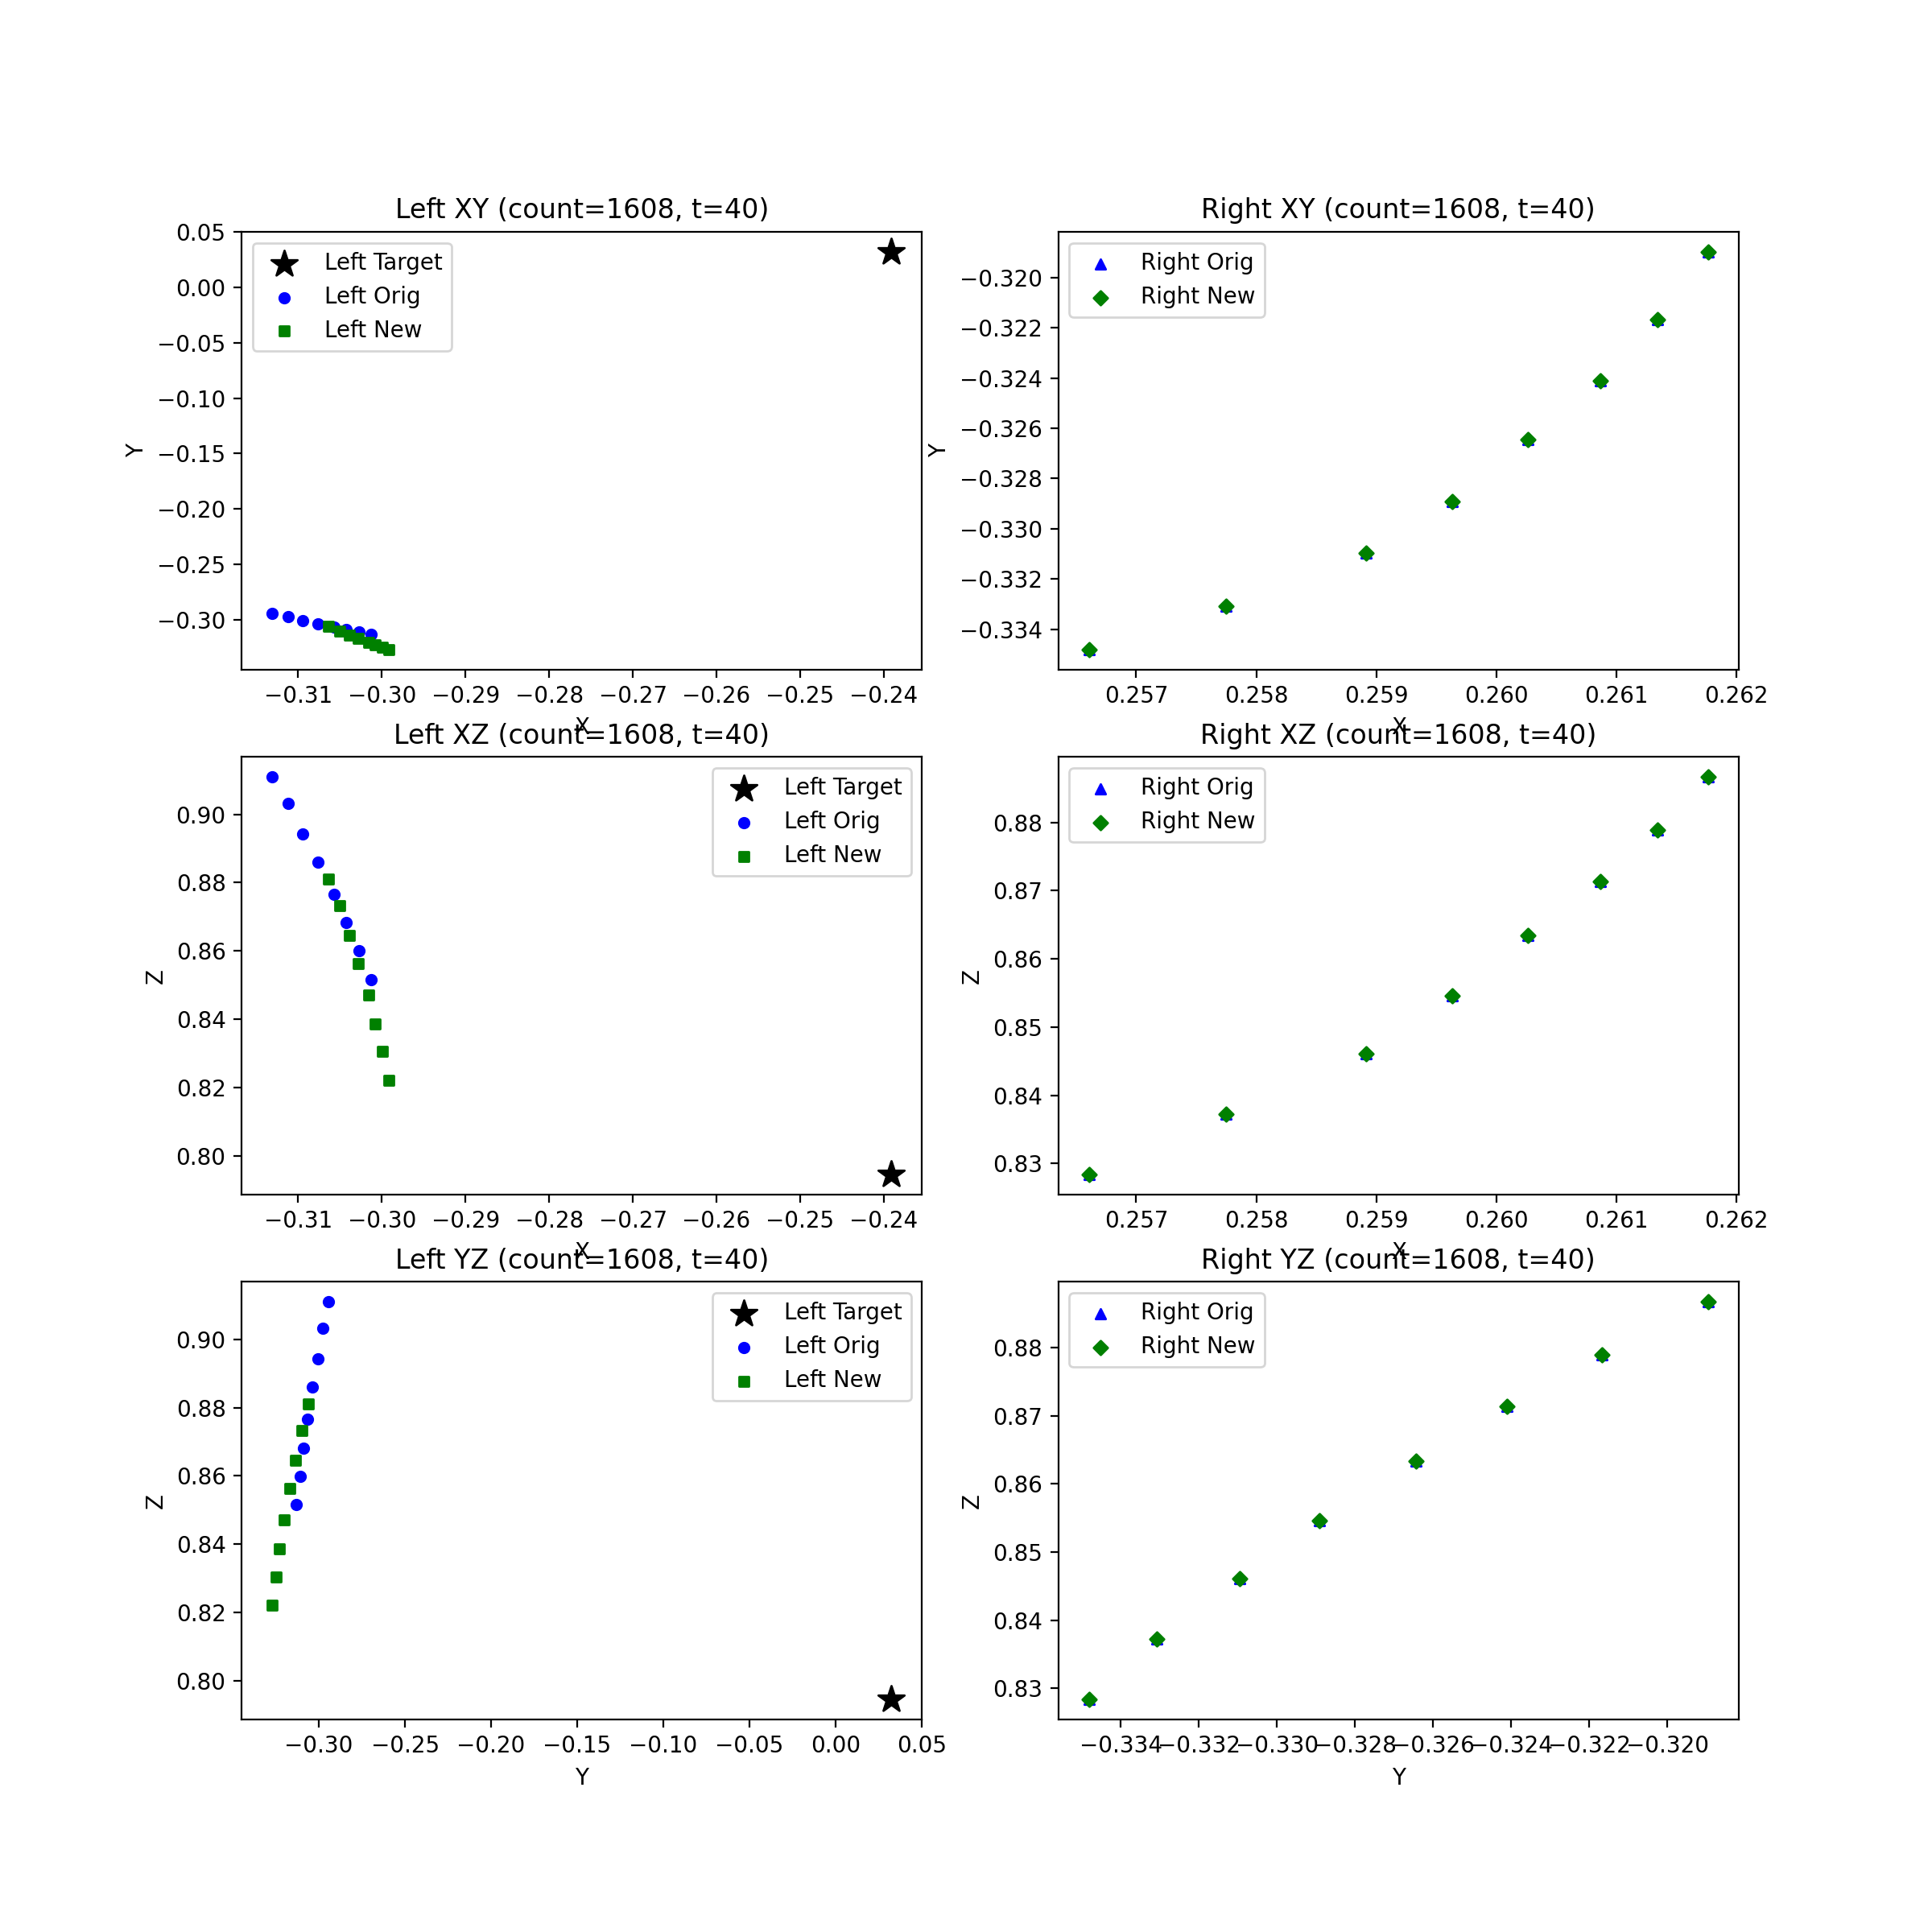 Left XY (count=1608, t=40)
Left Target
Left Orig
Left New
0.05
0.00
−0.05
−0.10
−0.15
−0.20
−0.25
−0.30
Y
−0.31 −0.30 −0.29 −0.28 −0.27 −0.26 −0.25 −0.24
X
Right XY (count=1608, t=40)
Right Orig
Right New
−0.320
−0.322
−0.324
−0.326
−0.328
−0.330
−0.332
−0.334
Y
0.257 0.258 0.259 0.260 0.261 0.262
X
Left XZ (count=1608, t=40)
Left Target
Left Orig
Left New
0.90
0.88
0.86
0.84
0.82
0.80
Z
−0.31 −0.30 −0.29 −0.28 −0.27 −0.26 −0.25 −0.24
X
Right XZ (count=1608, t=40)
Right Orig
Right New
0.88
0.87
0.86
0.85
0.84
0.83
Z
0.257 0.258 0.259 0.260 0.261 0.262
X
Left YZ (count=1608, t=40)
Left Target
Left Orig
Left New
0.90
0.88
0.86
0.84
0.82
0.80
Z
−0.30 −0.25 −0.20 −0.15 −0.10 −0.05 0.00 0.05
Y
Right YZ (count=1608, t=40)
Right Orig
Right New
0.88
0.87
0.86
0.85
0.84
0.83
Z
−0.334 −0.332 −0.330 −0.328 −0.326 −0.324 −0.322 −0.320
Y